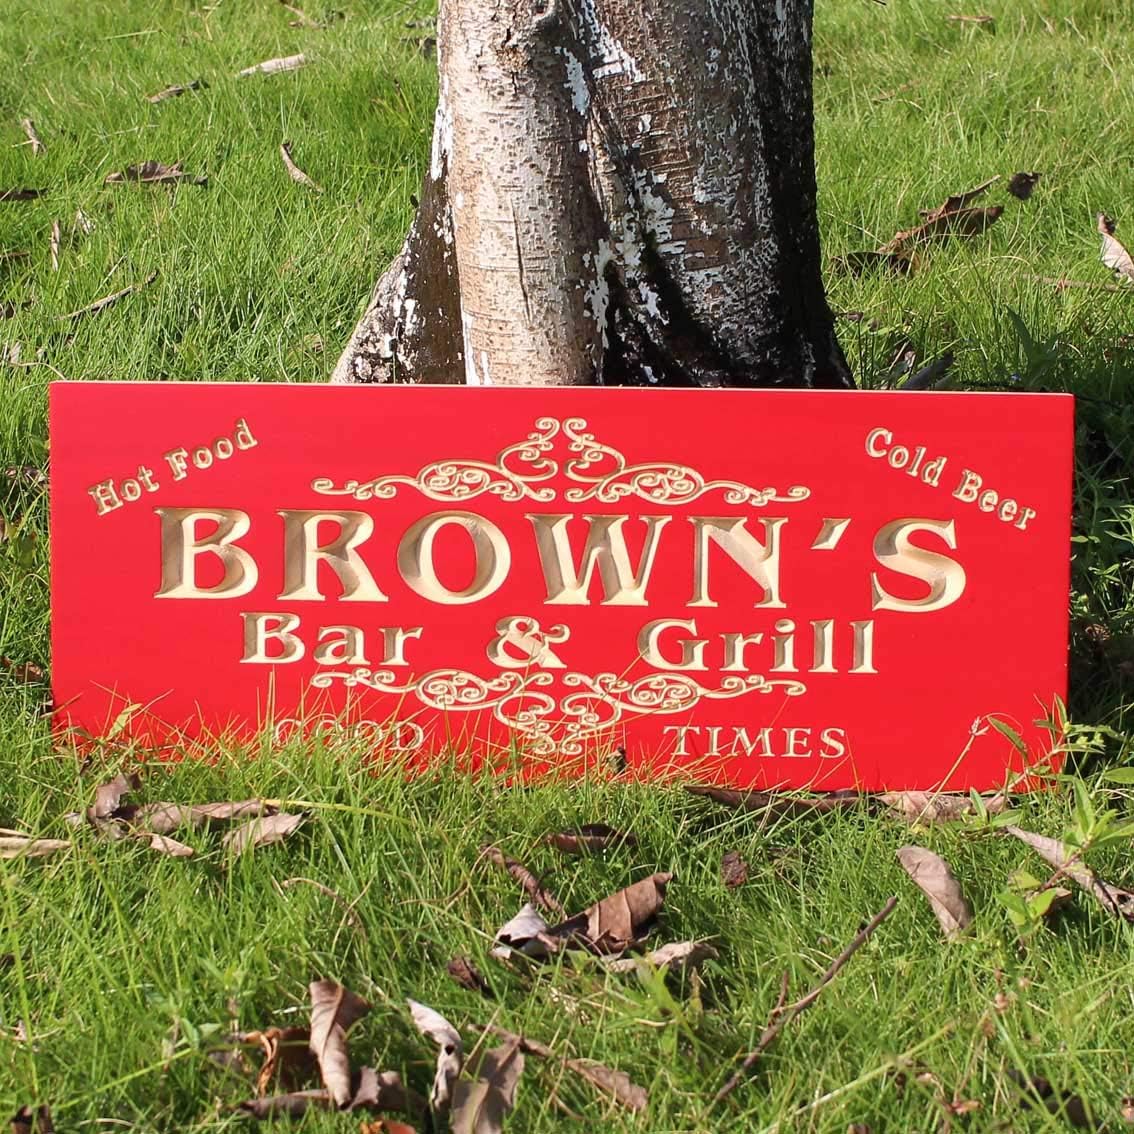 Hot Food
Cold Beer
BROWN'S
Bar & Grill
GOOD TIMES